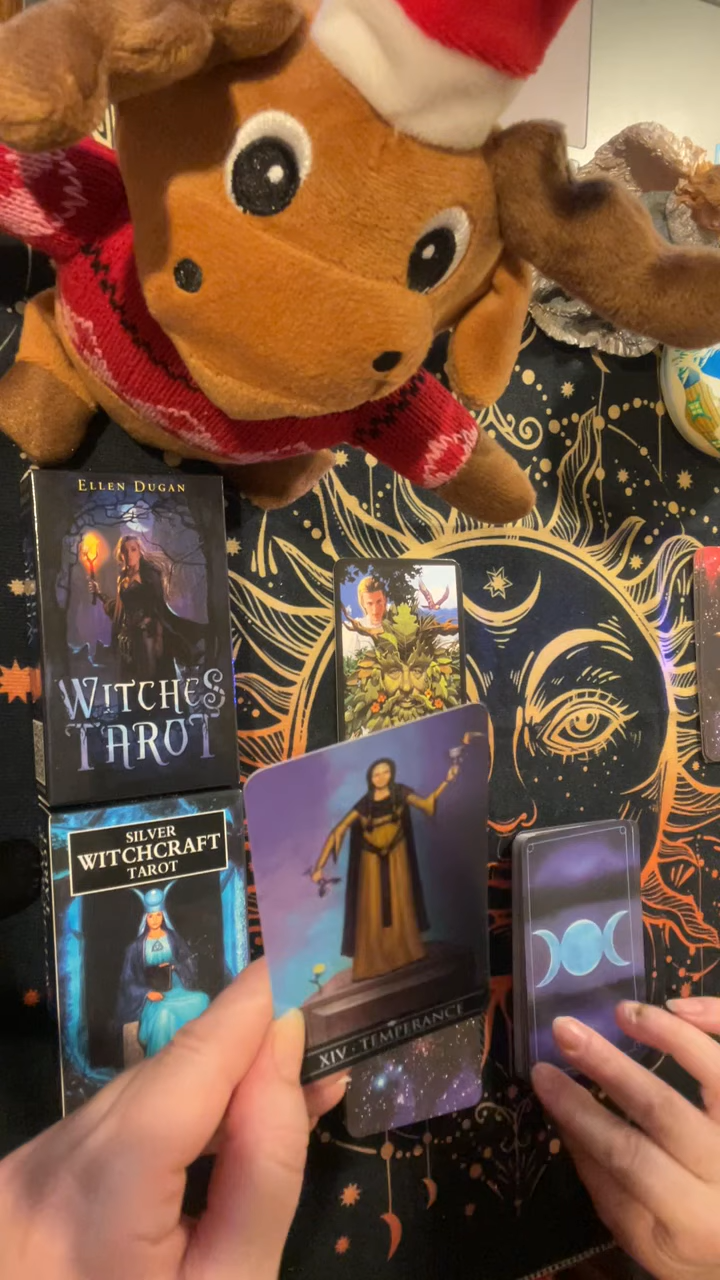 ELLEN DUGAN
WITCHES
TAROT
SILVER
WITCHCRAFT
TAROT
XIV • TEMPERANCE